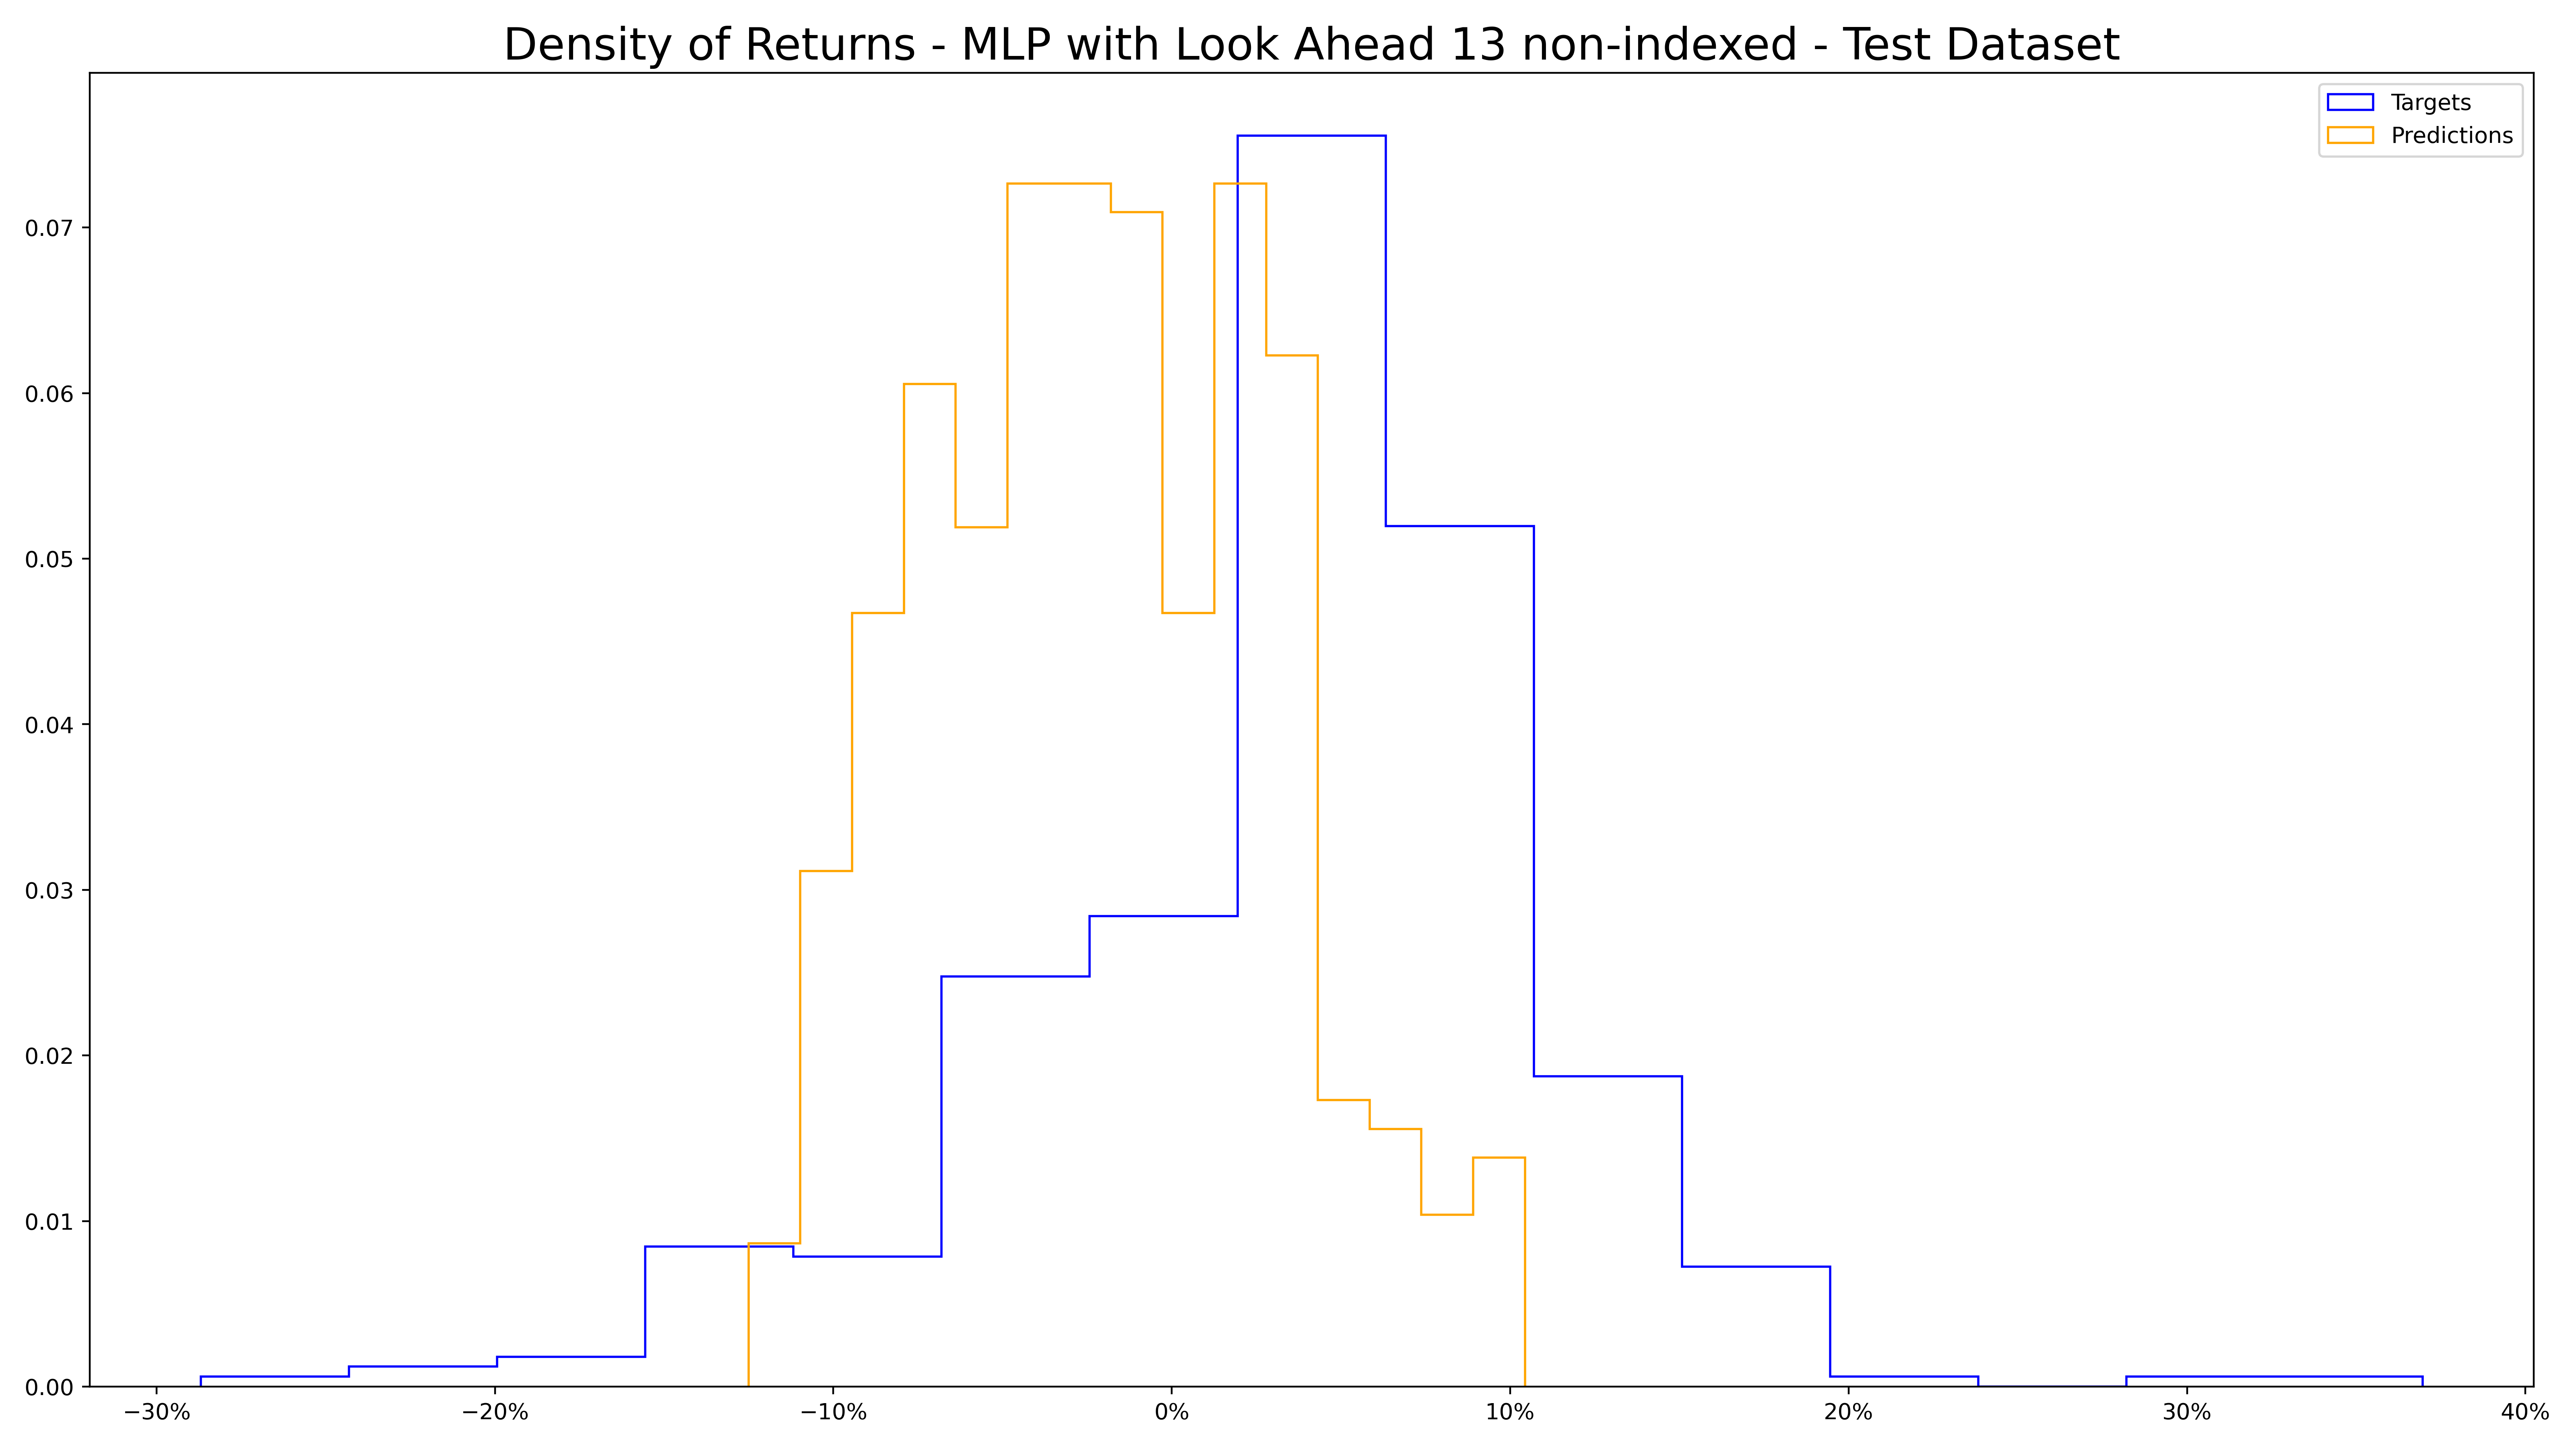 Density of Returns - MLP with Look Ahead 13 non-indexed - Test Dataset
Targets
Predictions
0.07
0.06
0.05
0.04
0.03
0.02
0.01
0.00
−30% −20% −10% 0% 10% 20% 30% 40%